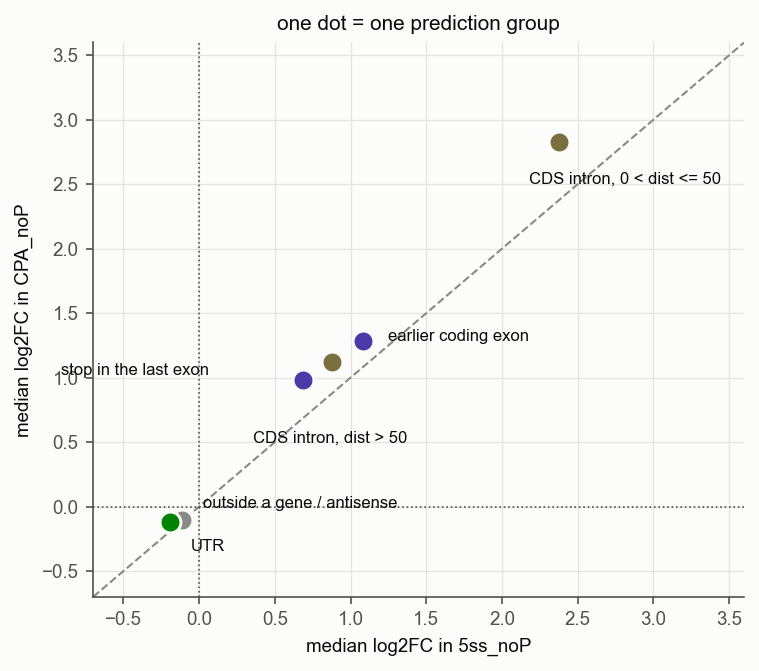 one dot = one prediction group
median log2FC in CPA_noP
3.5
3.0
2.5
2.0
1.5
1.0
0.5
0.0
−0.5
CDS intron, 0 < dist <= 50
earlier coding exon
stop in the last exon
CDS intron, dist > 50
outside a gene / antisense
UTR
−0.5
0.0
0.5
1.0
1.5
2.0
2.5
3.0
3.5
median log2FC in 5ss_noP